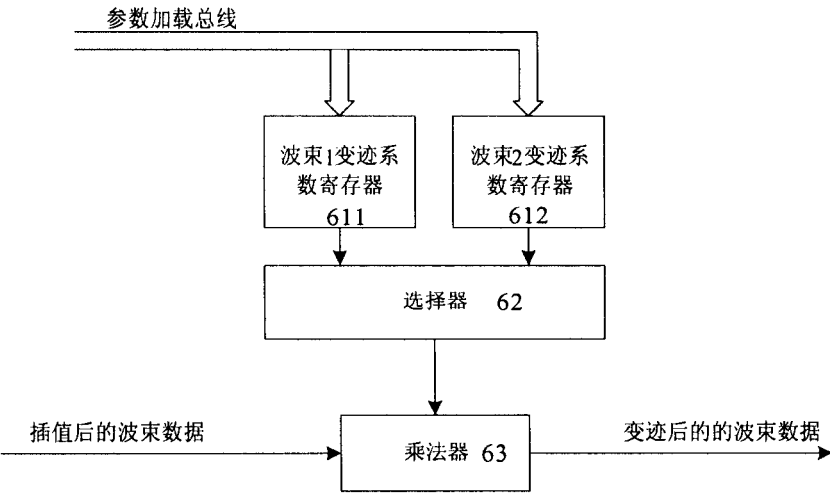 参数加载总线
波束1变迹系
数寄存器
611
波束2变迹系
数寄存器
612
选择器 62
插值后的波束数据
乘法器 63
变迹后的的波束数据